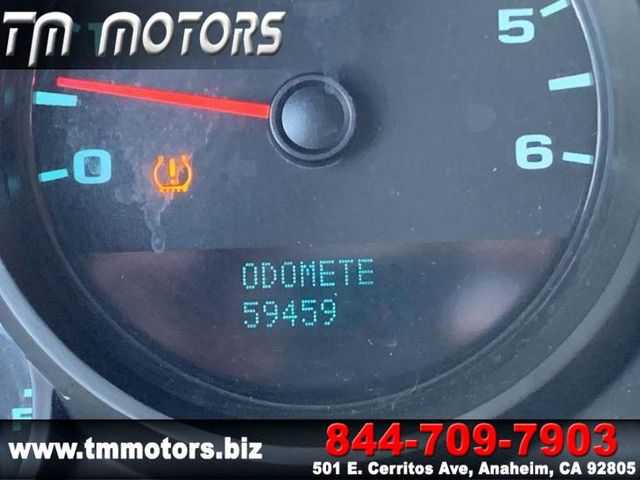 TM MOTORS
5
0
6
ODOMETE
59459
www.tmmotors.biz
844-709-7903
501 E. Cerritos Ave, Anaheim, CA 92805